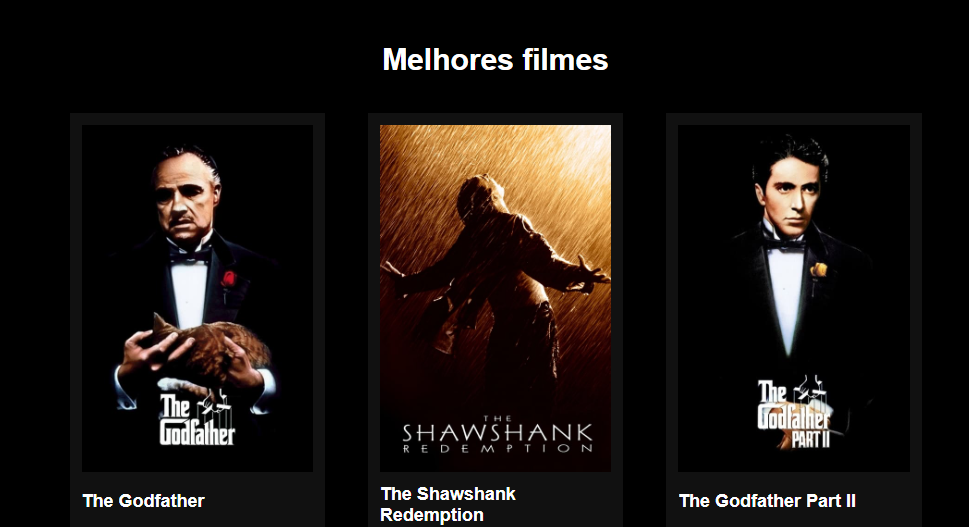 Melhores filmes
The
Godfather
THE
SHAWSHANK
REDEMPTION
The
Godfather
PART II
The Godfather
The Shawshank
Redemption
The Godfather Part II